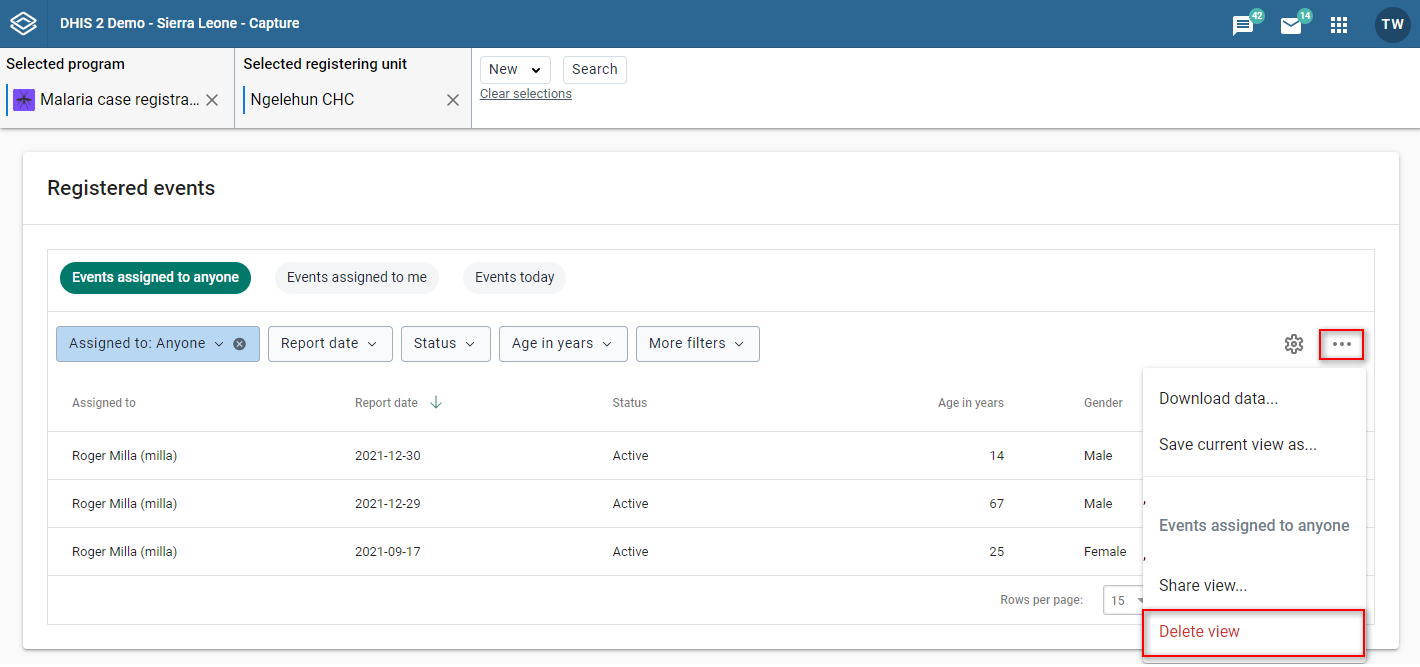 DHIS 2 Demo - Sierra Leone - Capture
42
14
TW
Selected program
Malaria case registra...
Selected registering unit
Ngelehun CHC
New
Search
Clear selections
Registered events
Events assigned to anyone
Events assigned to me
Events today
Assigned to: Anyone
Report date
Status
Age in years
More filters
Assigned to Report date Status Age in years Gender
Roger Milla (milla) 2021-12-30 Active 14 Male
Roger Milla (milla) 2021-12-29 Active 67 Male
Roger Milla (milla) 2021-09-17 Active 25 Female
Rows per page: 15
Download data...
Save current view as...
Events assigned to anyone
Share view...
Delete view